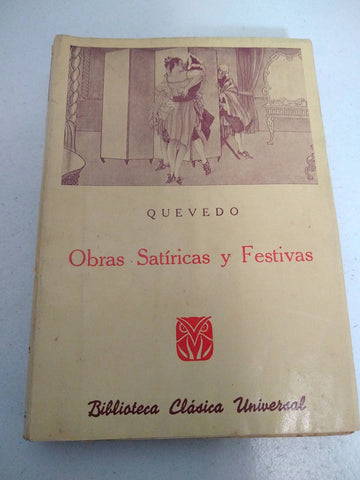 QUEVEDO
Obras Satíricas y Festivas
Biblioteca Clásica Universal